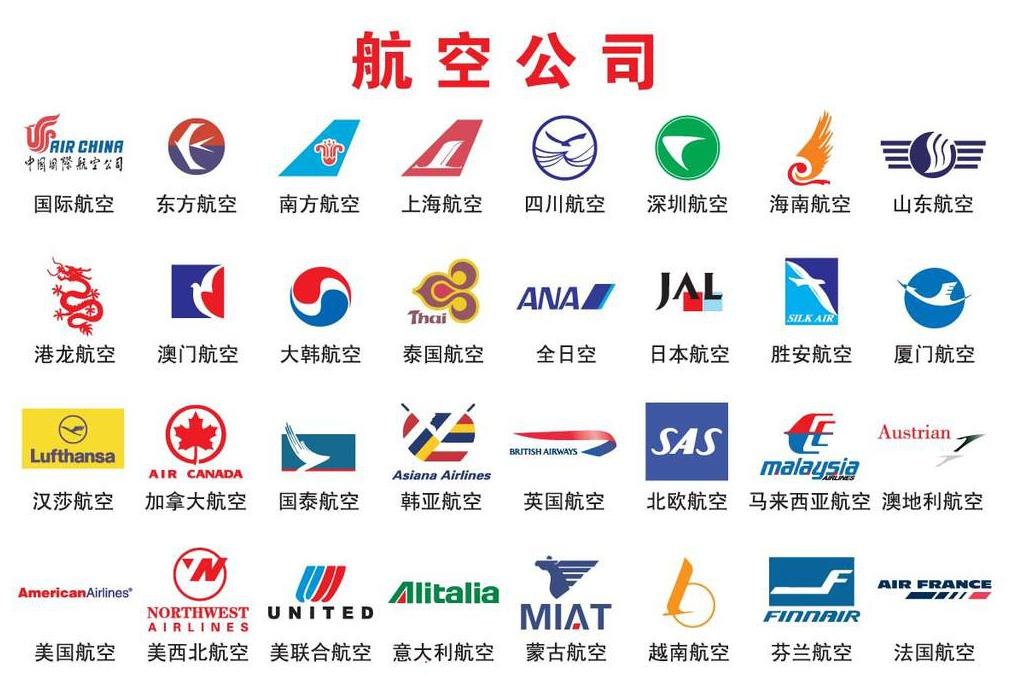 航空公司
AIR CHINA
中国国际航空公司
国际航空 东方航空 南方航空 上海航空 四川航空 深圳航空 海南航空 山东航空
Thai ANA JAL SILK AIR
港龙航空 澳门航空 大韩航空 泰国航空 全日空 日本航空 胜安航空 厦门航空
Lufthansa AIR CANADA Asiana Airlines BRITISH AIRWAYS SAS malaysia AIRLINES Austrian
汉莎航空 加拿大航空 国泰航空 韩亚航空 英国航空 北欧航空 马来西亚航空 澳地利航空
AmericanAirlines® NORTHWEST AIRLINES UNITED Alitalia MIAT FINNAIR AIR FRANCE
美国航空 美西北航空 美联合航空 意大利航空 蒙古航空 越南航空 芬兰航空 法国航空